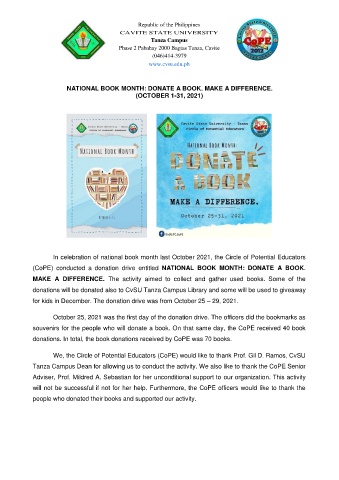 Republic of the Philippines
CAVITE STATE UNIVERSITY
Tanza Campus
Phase 2 Pabahay 2000 Bagtas Tanza, Cavite
(046)414-3979
www.cvsu.edu.ph
CoPE
2012
NATIONAL BOOK MONTH: DONATE A BOOK. MAKE A DIFFERENCE.
(OCTOBER 1-31, 2021)
NATIONAL BOOK MONTH
Cavite State University - Tanza
Circle of Potential Educators
NATIONAL BOOK MONTH:
DONATE
A BOOK
MAKE A DIFFERENCE.
October 25-31, 2021
In celebration of national book month last October 2021, the Circle of Potential Educators
(CoPE) conducted a donation drive entitled NATIONAL BOOK MONTH: DONATE A BOOK.
MAKE A DIFFERENCE. The activity aimed to collect and gather used books. Some of the
donations will be donated also to CvSU Tanza Campus Library and some will be used to giveaway
for kids in December. The donation drive was from October 25 – 29, 2021.
October 25, 2021 was the first day of the donation drive. The officers did the bookmarks as
souvenirs for the people who will donate a book. On that same day, the CoPE received 40 book
donations. In total, the book donations received by CoPE was 70 books.
We, the Circle of Potential Educators (CoPE) would like to thank Prof. Gil D. Ramos, CvSU
Tanza Campus Dean for allowing us to conduct the activity. We also like to thank the CoPE Senior
Adviser, Prof. Mildred A. Sebastian for her unconditional support to our organization. This activity
will not be successful if not for her help. Furthermore, the CoPE officers would like to thank the
people who donated their books and supported our activity.